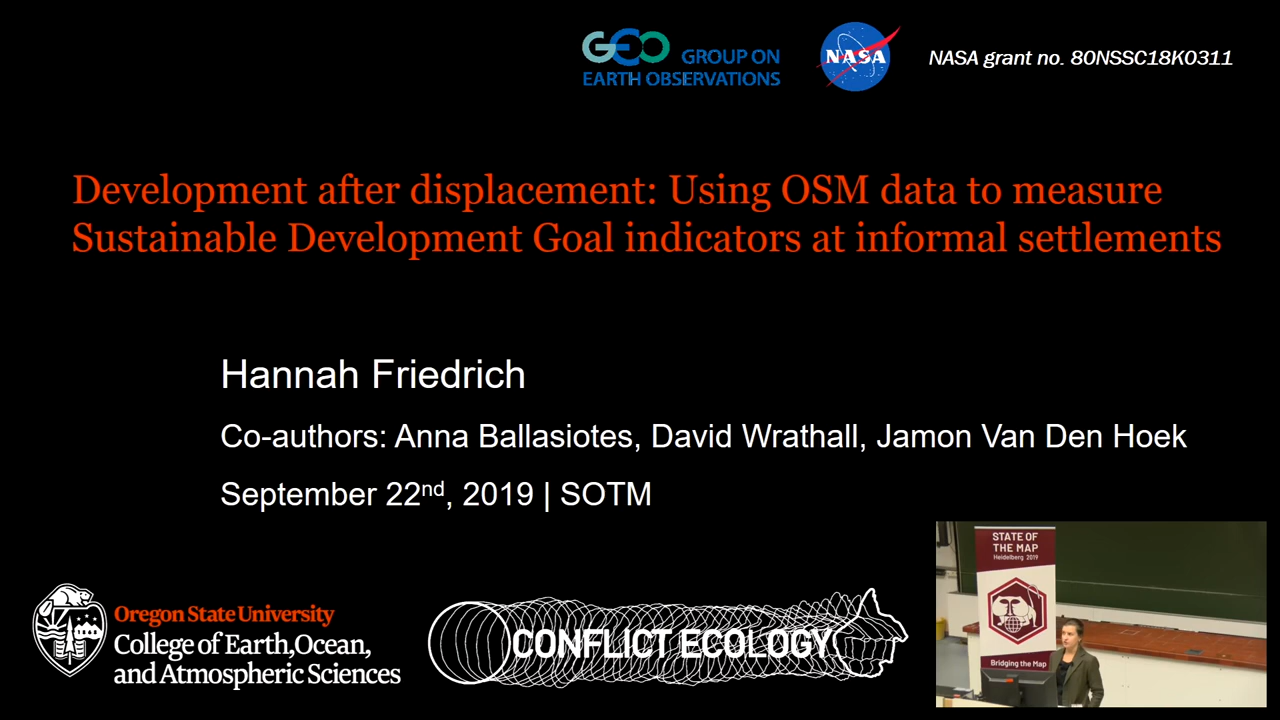 GEO GROUP ON
EARTH OBSERVATIONS
NASA
NASA grant no. 80NSSC18K0311
Development after displacement: Using OSM data to measure
Sustainable Development Goal indicators at informal settlements
Hannah Friedrich
Co-authors: Anna Ballasiotes, David Wrathall, Jamon Van Den Hoek
September 22nd, 2019 | SOTM
Oregon State University
College of Earth, Ocean,
and Atmospheric Sciences
CONFLICT ECOLOGY
STATE OF
THE MAP
Heidelberg 2019
Bridging the Map